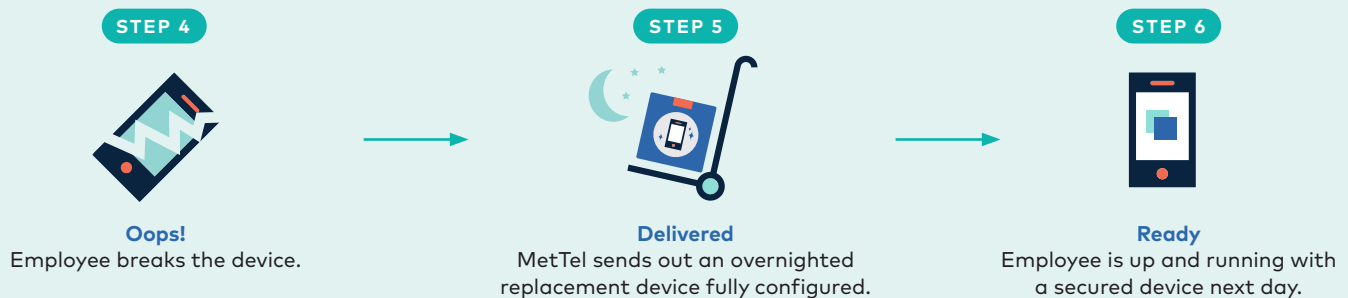 STEP 4
Oops!
Employee breaks the device.
STEP 5
Delivered
MetTel sends out an overnighted
replacement device fully configured.
STEP 6
Ready
Employee is up and running with
a secured device next day.